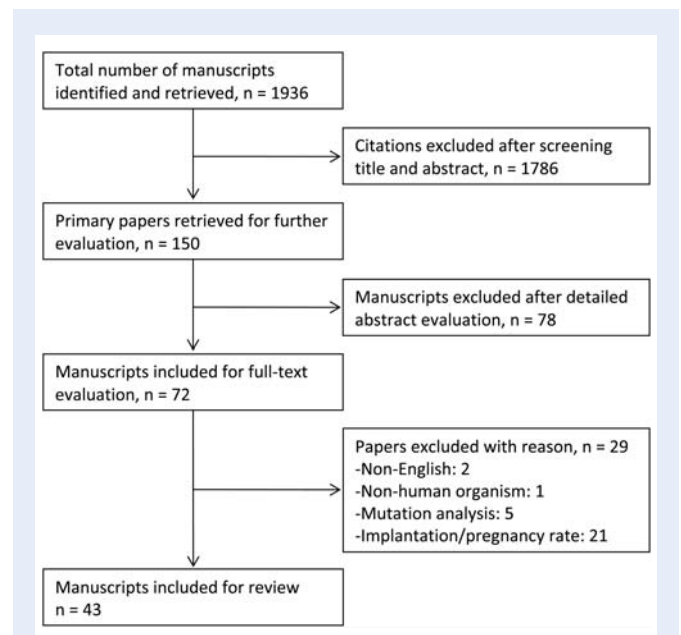 Total number of manuscripts
identified and retrieved, n = 1936
Citations excluded after screening
title and abstract, n = 1786
Primary papers retrieved for further
evaluation, n = 150
Manuscripts excluded after detailed
abstract evaluation, n = 78
Manuscripts included for full-text
evaluation, n = 72
Papers excluded with reason, n = 29
-Non-English: 2
-Non-human organism: 1
-Mutation analysis: 5
-Implantation/pregnancy rate: 21
Manuscripts included for review
n = 43